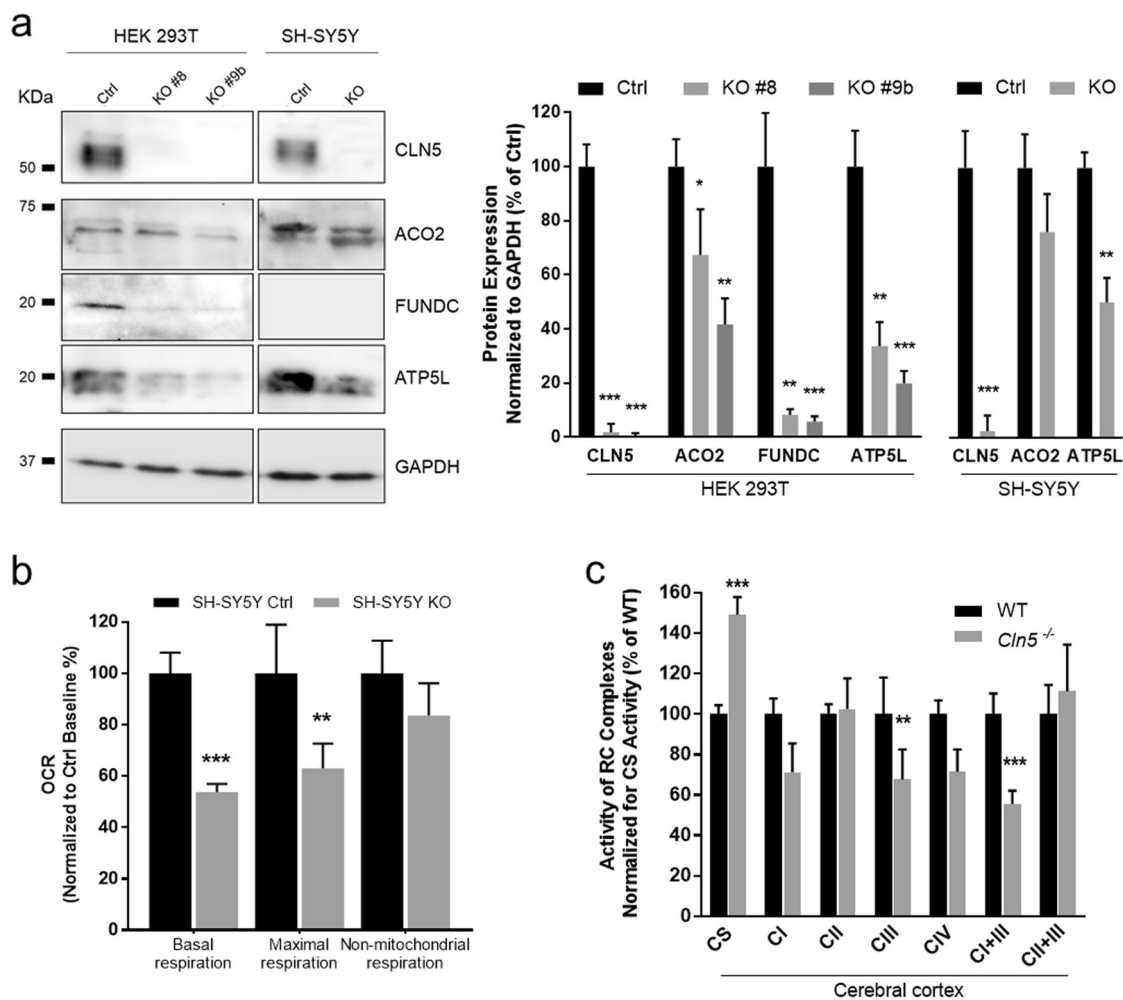 a
HEK 293T
SH-SY5Y
KDa
Ctrl
KO #8
KO #9b
Ctrl
KO
50
CLN5
75
ACO2
20
FUNDC
20
ATP5L
37
GAPDH
Ctrl
KO #8
KO #9b
Ctrl
KO
Protein Expression
Normalized to GAPDH (% of Ctrl)
120
100
80
60
40
20
0
*** *** * ** ** *** ** *** *** **
CLN5 ACO2 FUNDC ATP5L
HEK 293T
CLN5 ACO2 ATP5L
SH-SY5Y
b
SH-SY5Y Ctrl
SH-SY5Y KO
OCR
(Normalized to Ctrl Baseline %)
120
100
80
60
40
20
0
*** **
Basal
respiration
Maximal
respiration
Non-mitochondrial
respiration
c
WT
Cln5 -/-
Activity of RC Complexes
Normalized for CS Activity (% of WT)
160
140
120
100
80
60
40
20
0
*** ** ***
CS CI CII CIII CIV CI+III CII+III
Cerebral cortex